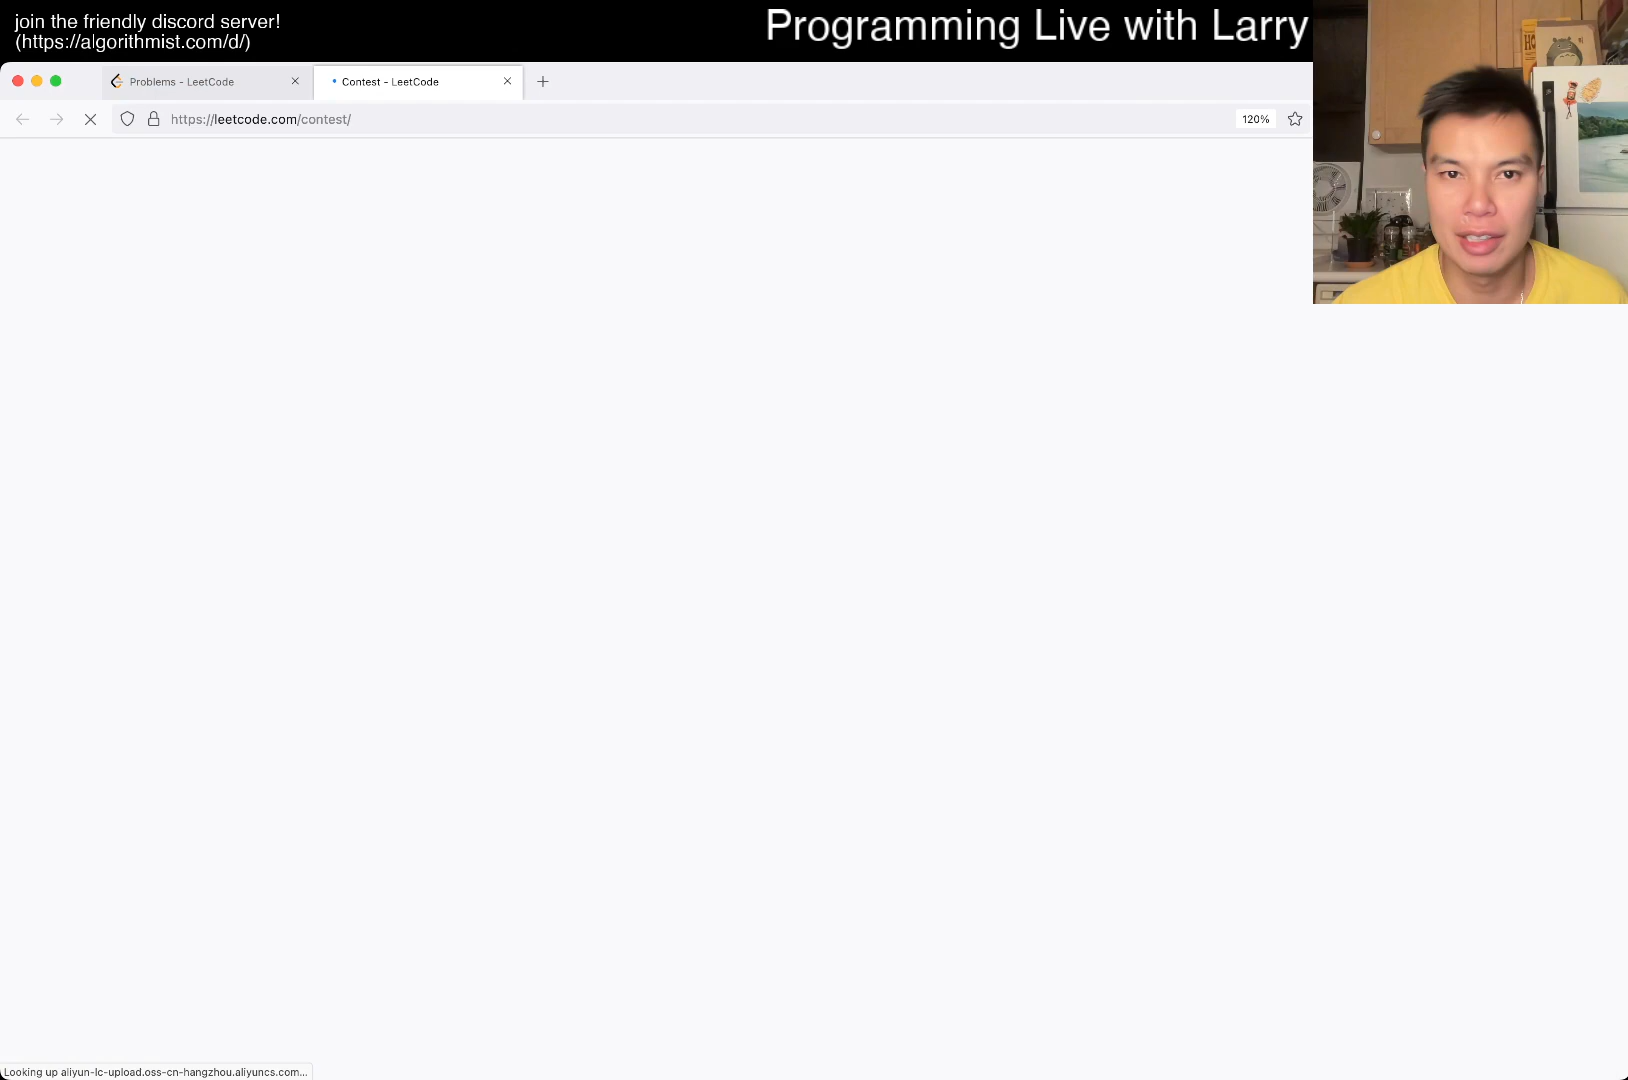 join the friendly discord server!
(https://algorithmist.com/d/)
Programming Live with Larry
Problems - LeetCode
Contest - LeetCode
https://leetcode.com/contest/
120%
Looking up aliyun-lc-upload.oss-cn-hangzhou.aliyuncs.com...